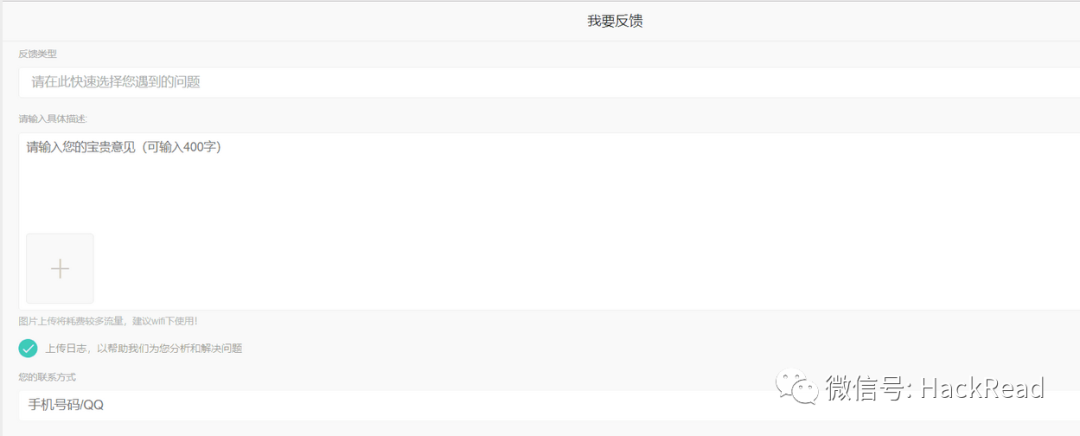 我要反馈
反馈类型
请在此快速选择您遇到的问题
请输入具体描述:
请输入您的宝贵意见（可输入400字）
图片上传将耗费较多流量，建议wifi下使用！
上传日志，以帮助我们为您分析和解决问题
您的联系方式
手机号码/QQ
微信号: HackRead